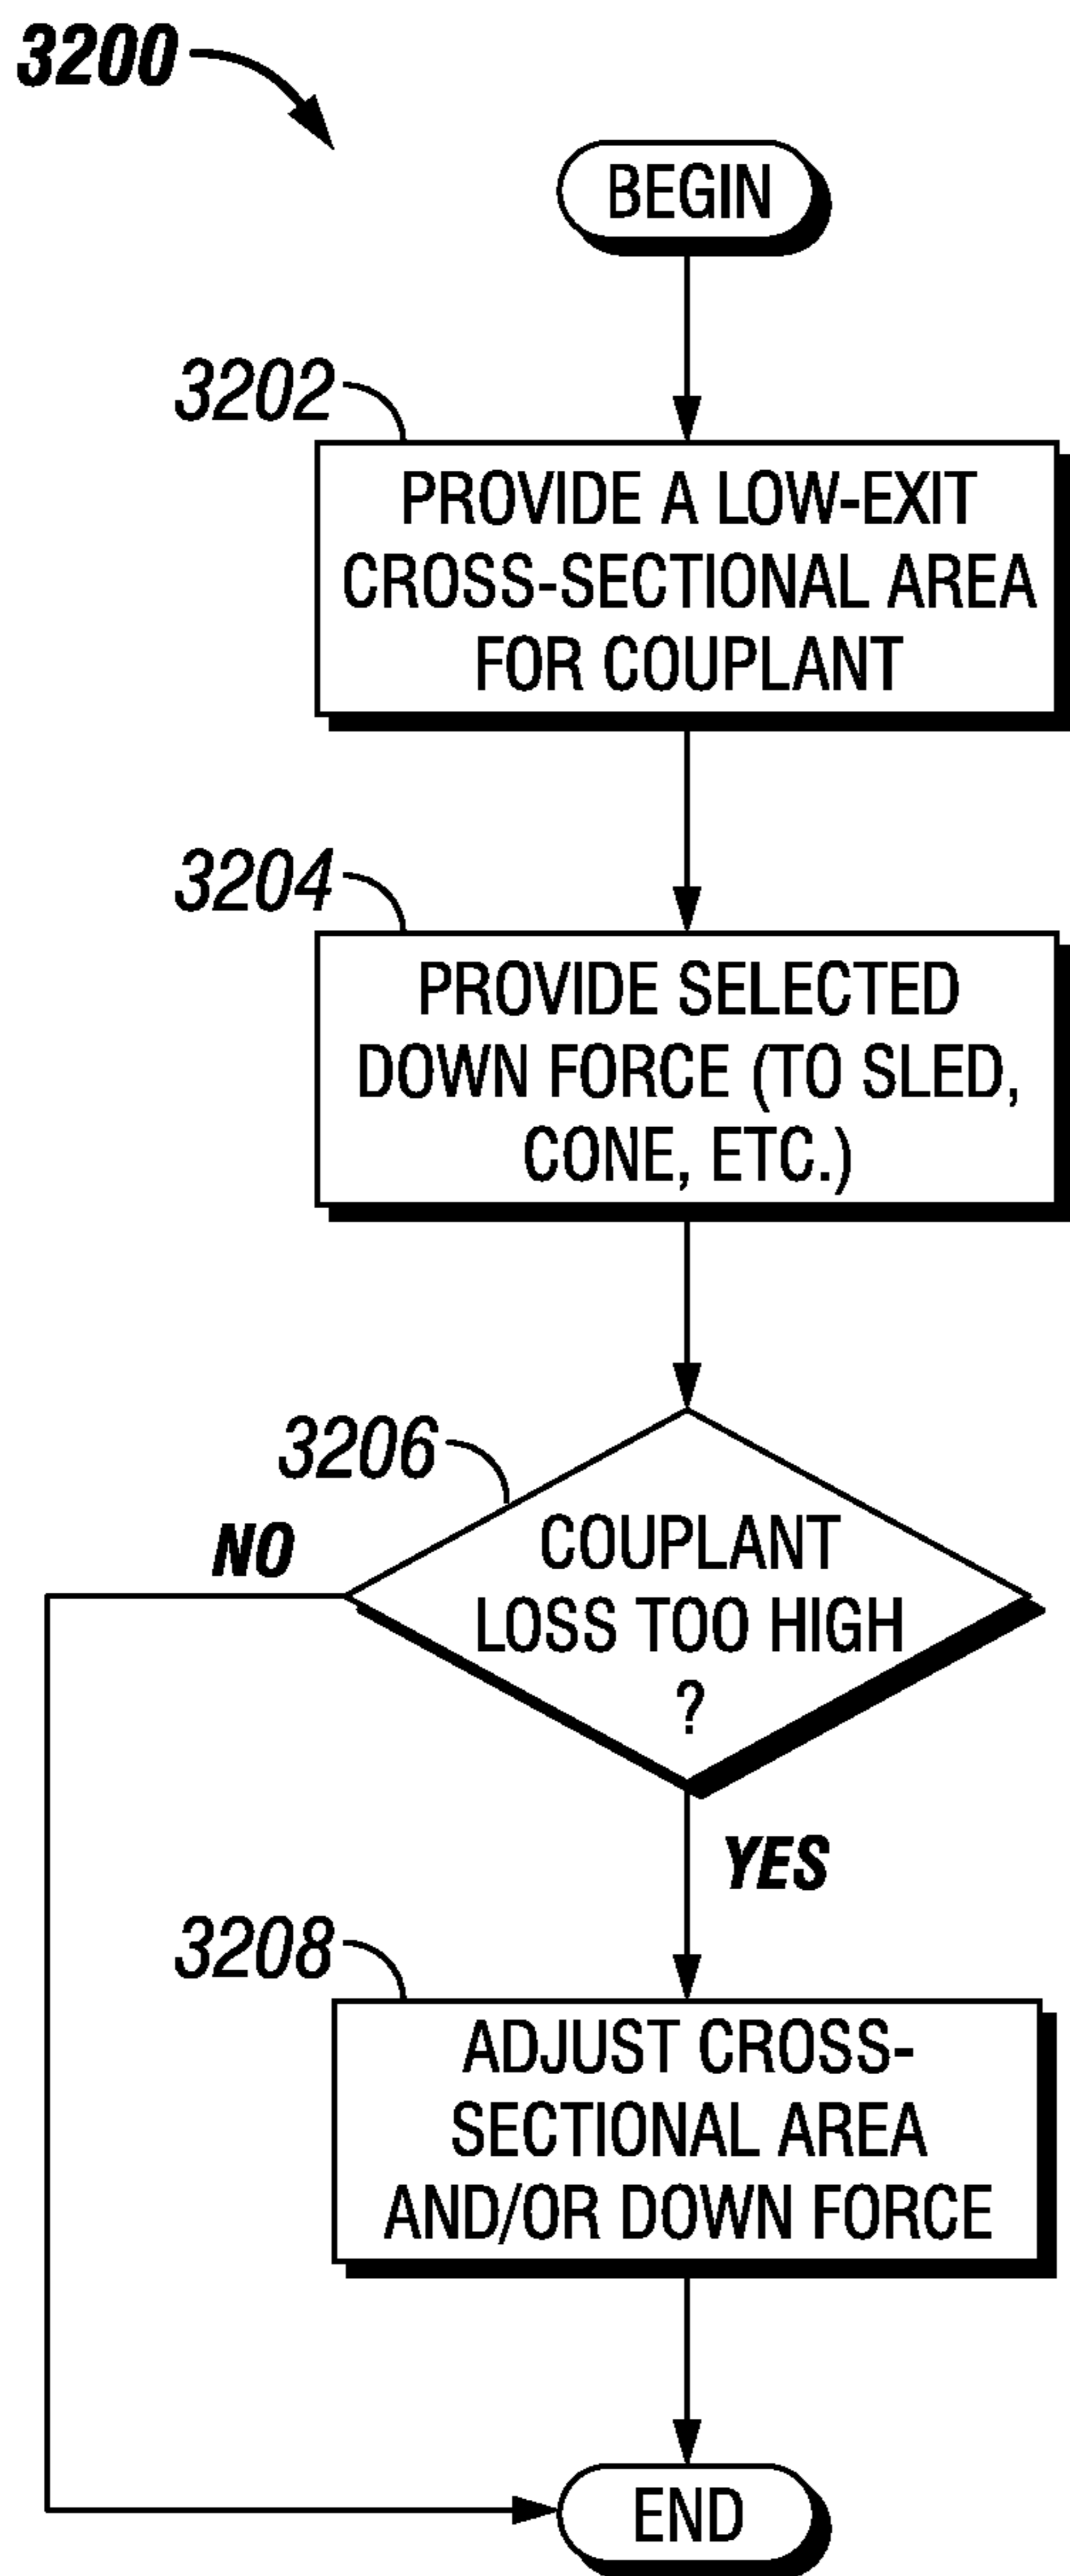 3200
BEGIN
3202
PROVIDE A LOW-EXIT
CROSS-SECTIONAL AREA
FOR COUPLANT
3204
PROVIDE SELECTED
DOWN FORCE (TO SLED,
CONE, ETC.)
3206
NO
COUPLANT
LOSS TOO HIGH
?
YES
3208
ADJUST CROSS-
SECTIONAL AREA
AND/OR DOWN FORCE
END